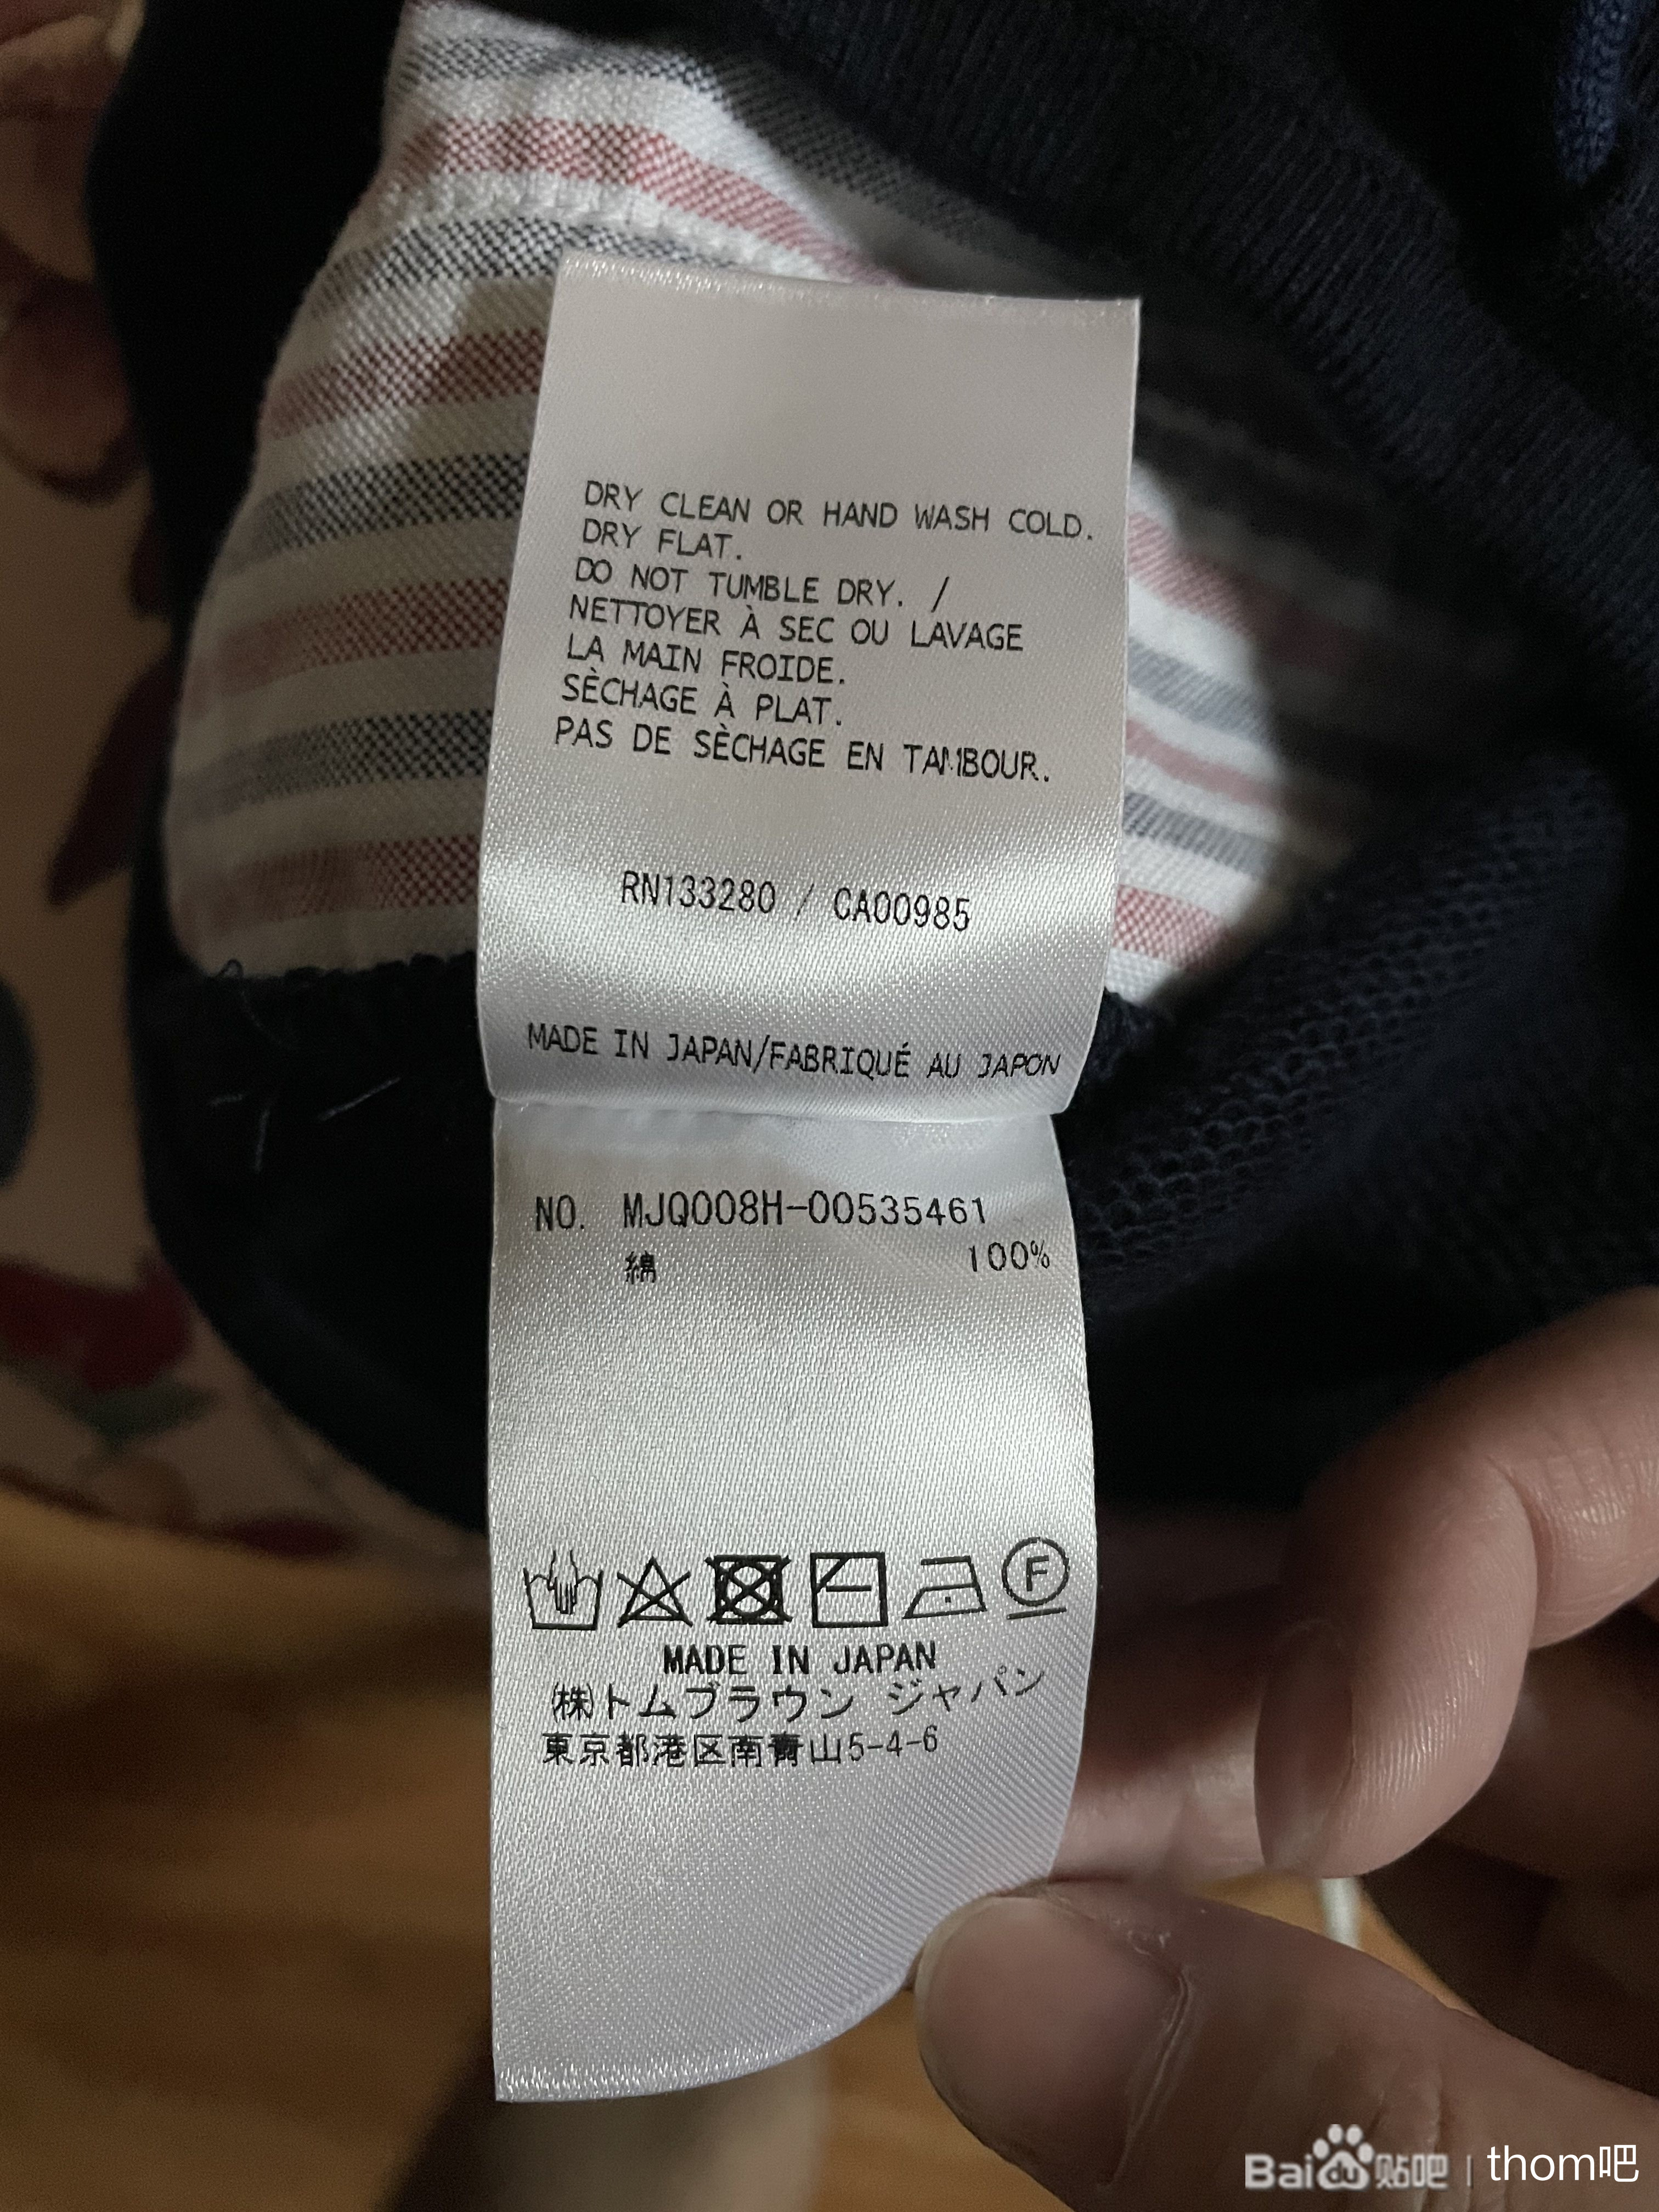 DRY CLEAN OR HAND WASH COLD.
DRY FLAT.
DO NOT TUMBLE DRY. /
NETTOYER À SEC OU LAVAGE
LA MAIN FROIDE.
SÈCHAGE À PLAT.
PAS DE SÈCHAGE EN TAMBOUR.
RN133280 / CA00985
MADE IN JAPAN/FABRIQUÉ AU JAPON
NO. MJQ008H-00535461
綿 100%
F
MADE IN JAPAN
(株)トムブラウン ジャパン
東京都港区南青山5-4-6
Bai du 贴吧 | thom吧